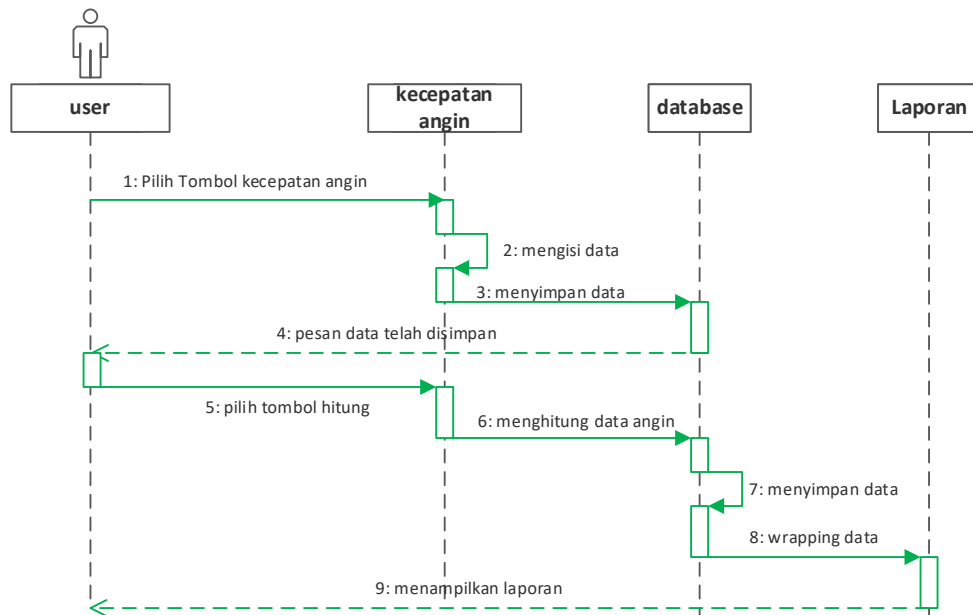 user
kecepatan
angin
database
Laporan
1: Pilih Tombol kecepatan angin
2: mengisi data
3: menyimpan data
4: pesan data telah disimpan
5: pilih tombol hitung
6: menghitung data angin
7: menyimpan data
8: wrapping data
9: menampilkan laporan